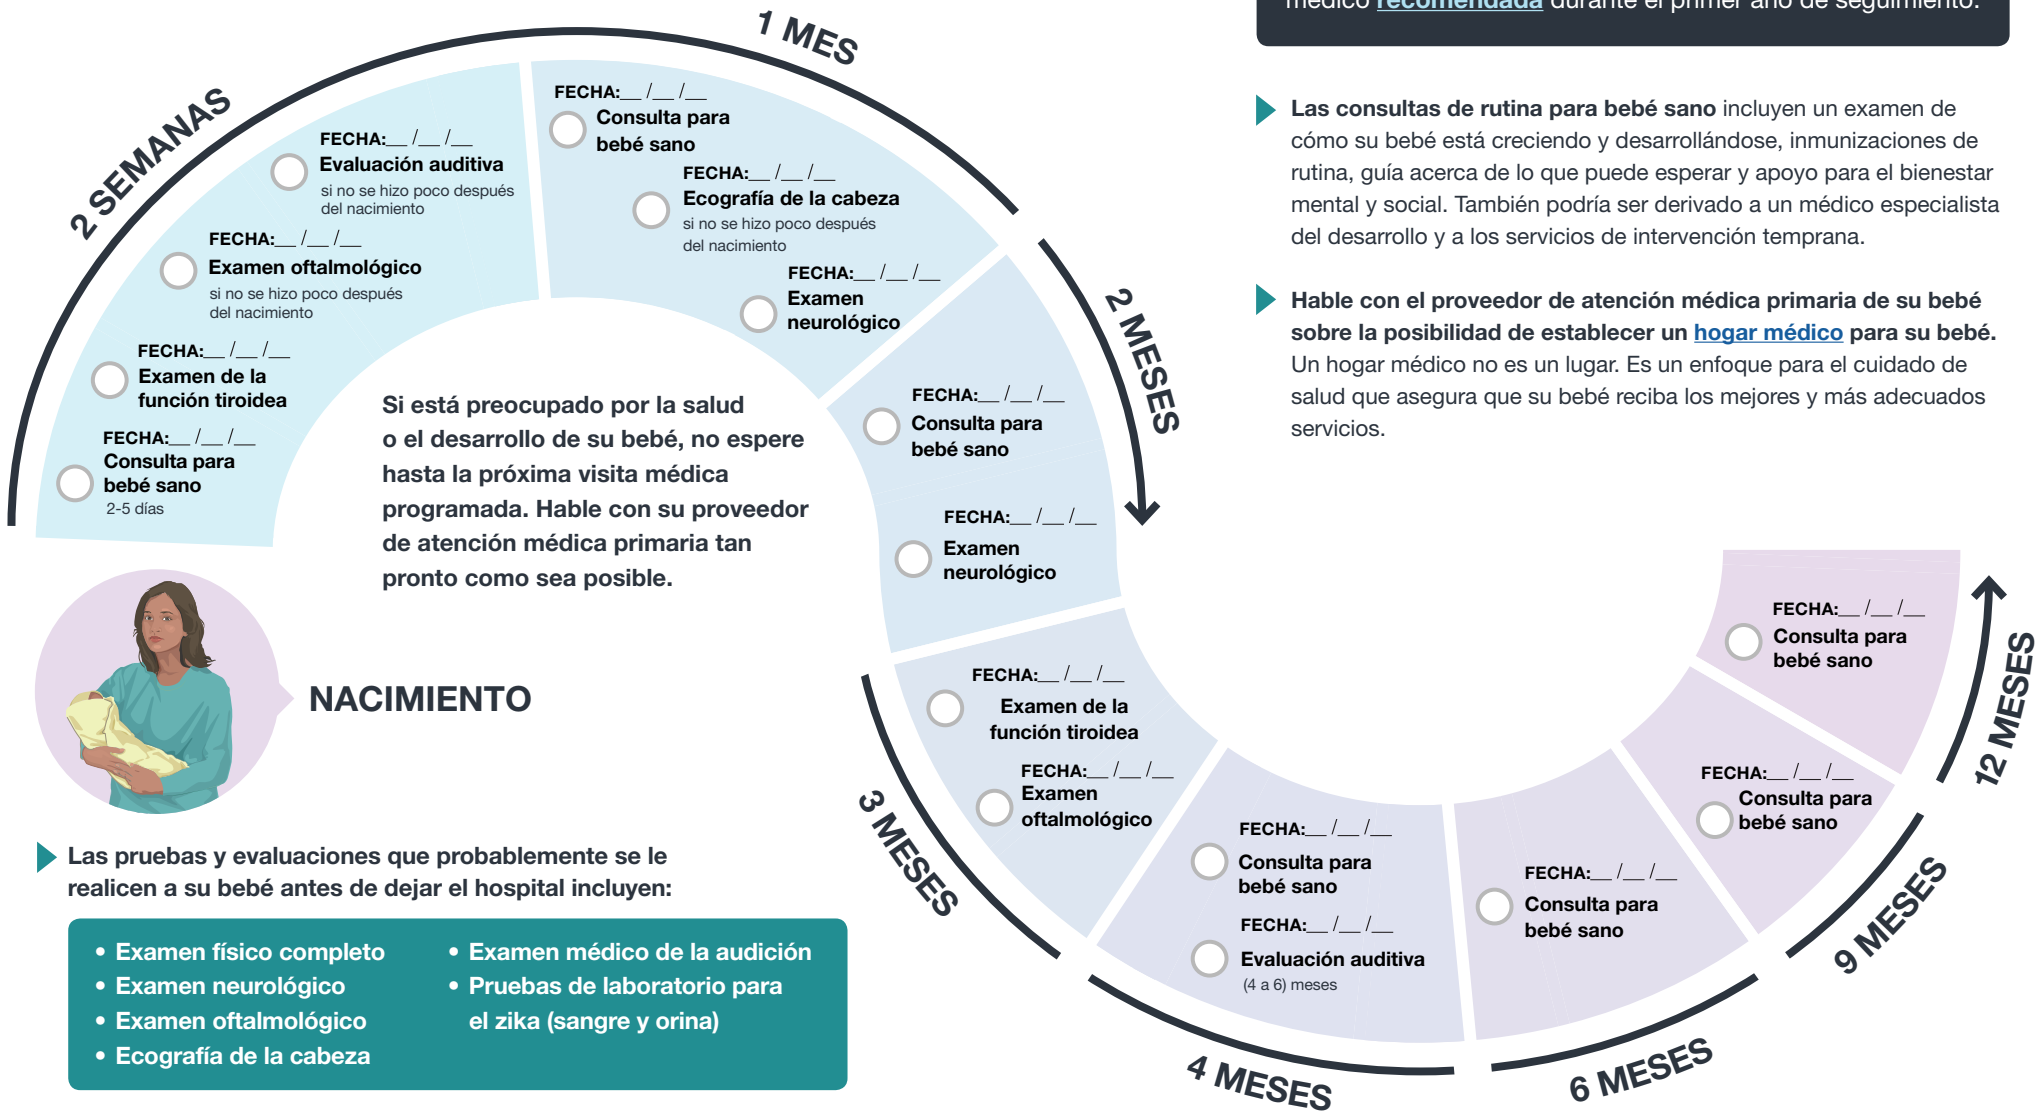 médico recomendada durante el primer año de seguimiento.
Las consultas de rutina para bebé sano incluyen un examen de
cómo su bebé está creciendo y desarrollándose, inmunizaciones de
rutina, guía acerca de lo que puede esperar y apoyo para el bienestar
mental y social. También podría ser derivado a un médico especialista
del desarrollo y a los servicios de intervención temprana.
Hable con el proveedor de atención médica primaria de su bebé
sobre la posibilidad de establecer un hogar médico para su bebé.
Un hogar médico no es un lugar. Es un enfoque para el cuidado de
salud que asegura que su bebé reciba los mejores y más adecuados
servicios.
NACIMIENTO
Las pruebas y evaluaciones que probablemente se le
realicen a su bebé antes de dejar el hospital incluyen:
• Examen físico completo
• Examen neurológico
• Examen oftalmológico
• Ecografía de la cabeza
• Examen médico de la audición
• Pruebas de laboratorio para
el zika (sangre y orina)
Si está preocupado por la salud
o el desarrollo de su bebé, no espere
hasta la próxima visita médica
programada. Hable con su proveedor
de atención médica primaria tan
pronto como sea posible.
2 SEMANAS
FECHA:__ /__ /__
Consulta para
bebé sano
2-5 días
FECHA:__ /__ /__
Examen de la
función tiroidea
FECHA:__ /__ /__
Examen oftalmológico
si no se hizo poco después
del nacimiento
FECHA:__ /__ /__
Evaluación auditiva
si no se hizo poco después
del nacimiento
1 MES
FECHA:__ /__ /__
Consulta para
bebé sano
FECHA:__ /__ /__
Ecografía de la cabeza
si no se hizo poco después
del nacimiento
FECHA:__ /__ /__
Examen
neurológico
2 MESES
FECHA:__ /__ /__
Consulta para
bebé sano
FECHA:__ /__ /__
Examen
neurológico
3 MESES
FECHA:__ /__ /__
Examen de la
función tiroidea
FECHA:__ /__ /__
Examen
oftalmológico
4 MESES
FECHA:__ /__ /__
Consulta para
bebé sano
FECHA:__ /__ /__
Evaluación auditiva
(4 a 6) meses
6 MESES
FECHA:__ /__ /__
Consulta para
bebé sano
9 MESES
FECHA:__ /__ /__
Consulta para
bebé sano
12 MESES
FECHA:__ /__ /__
Consulta para
bebé sano